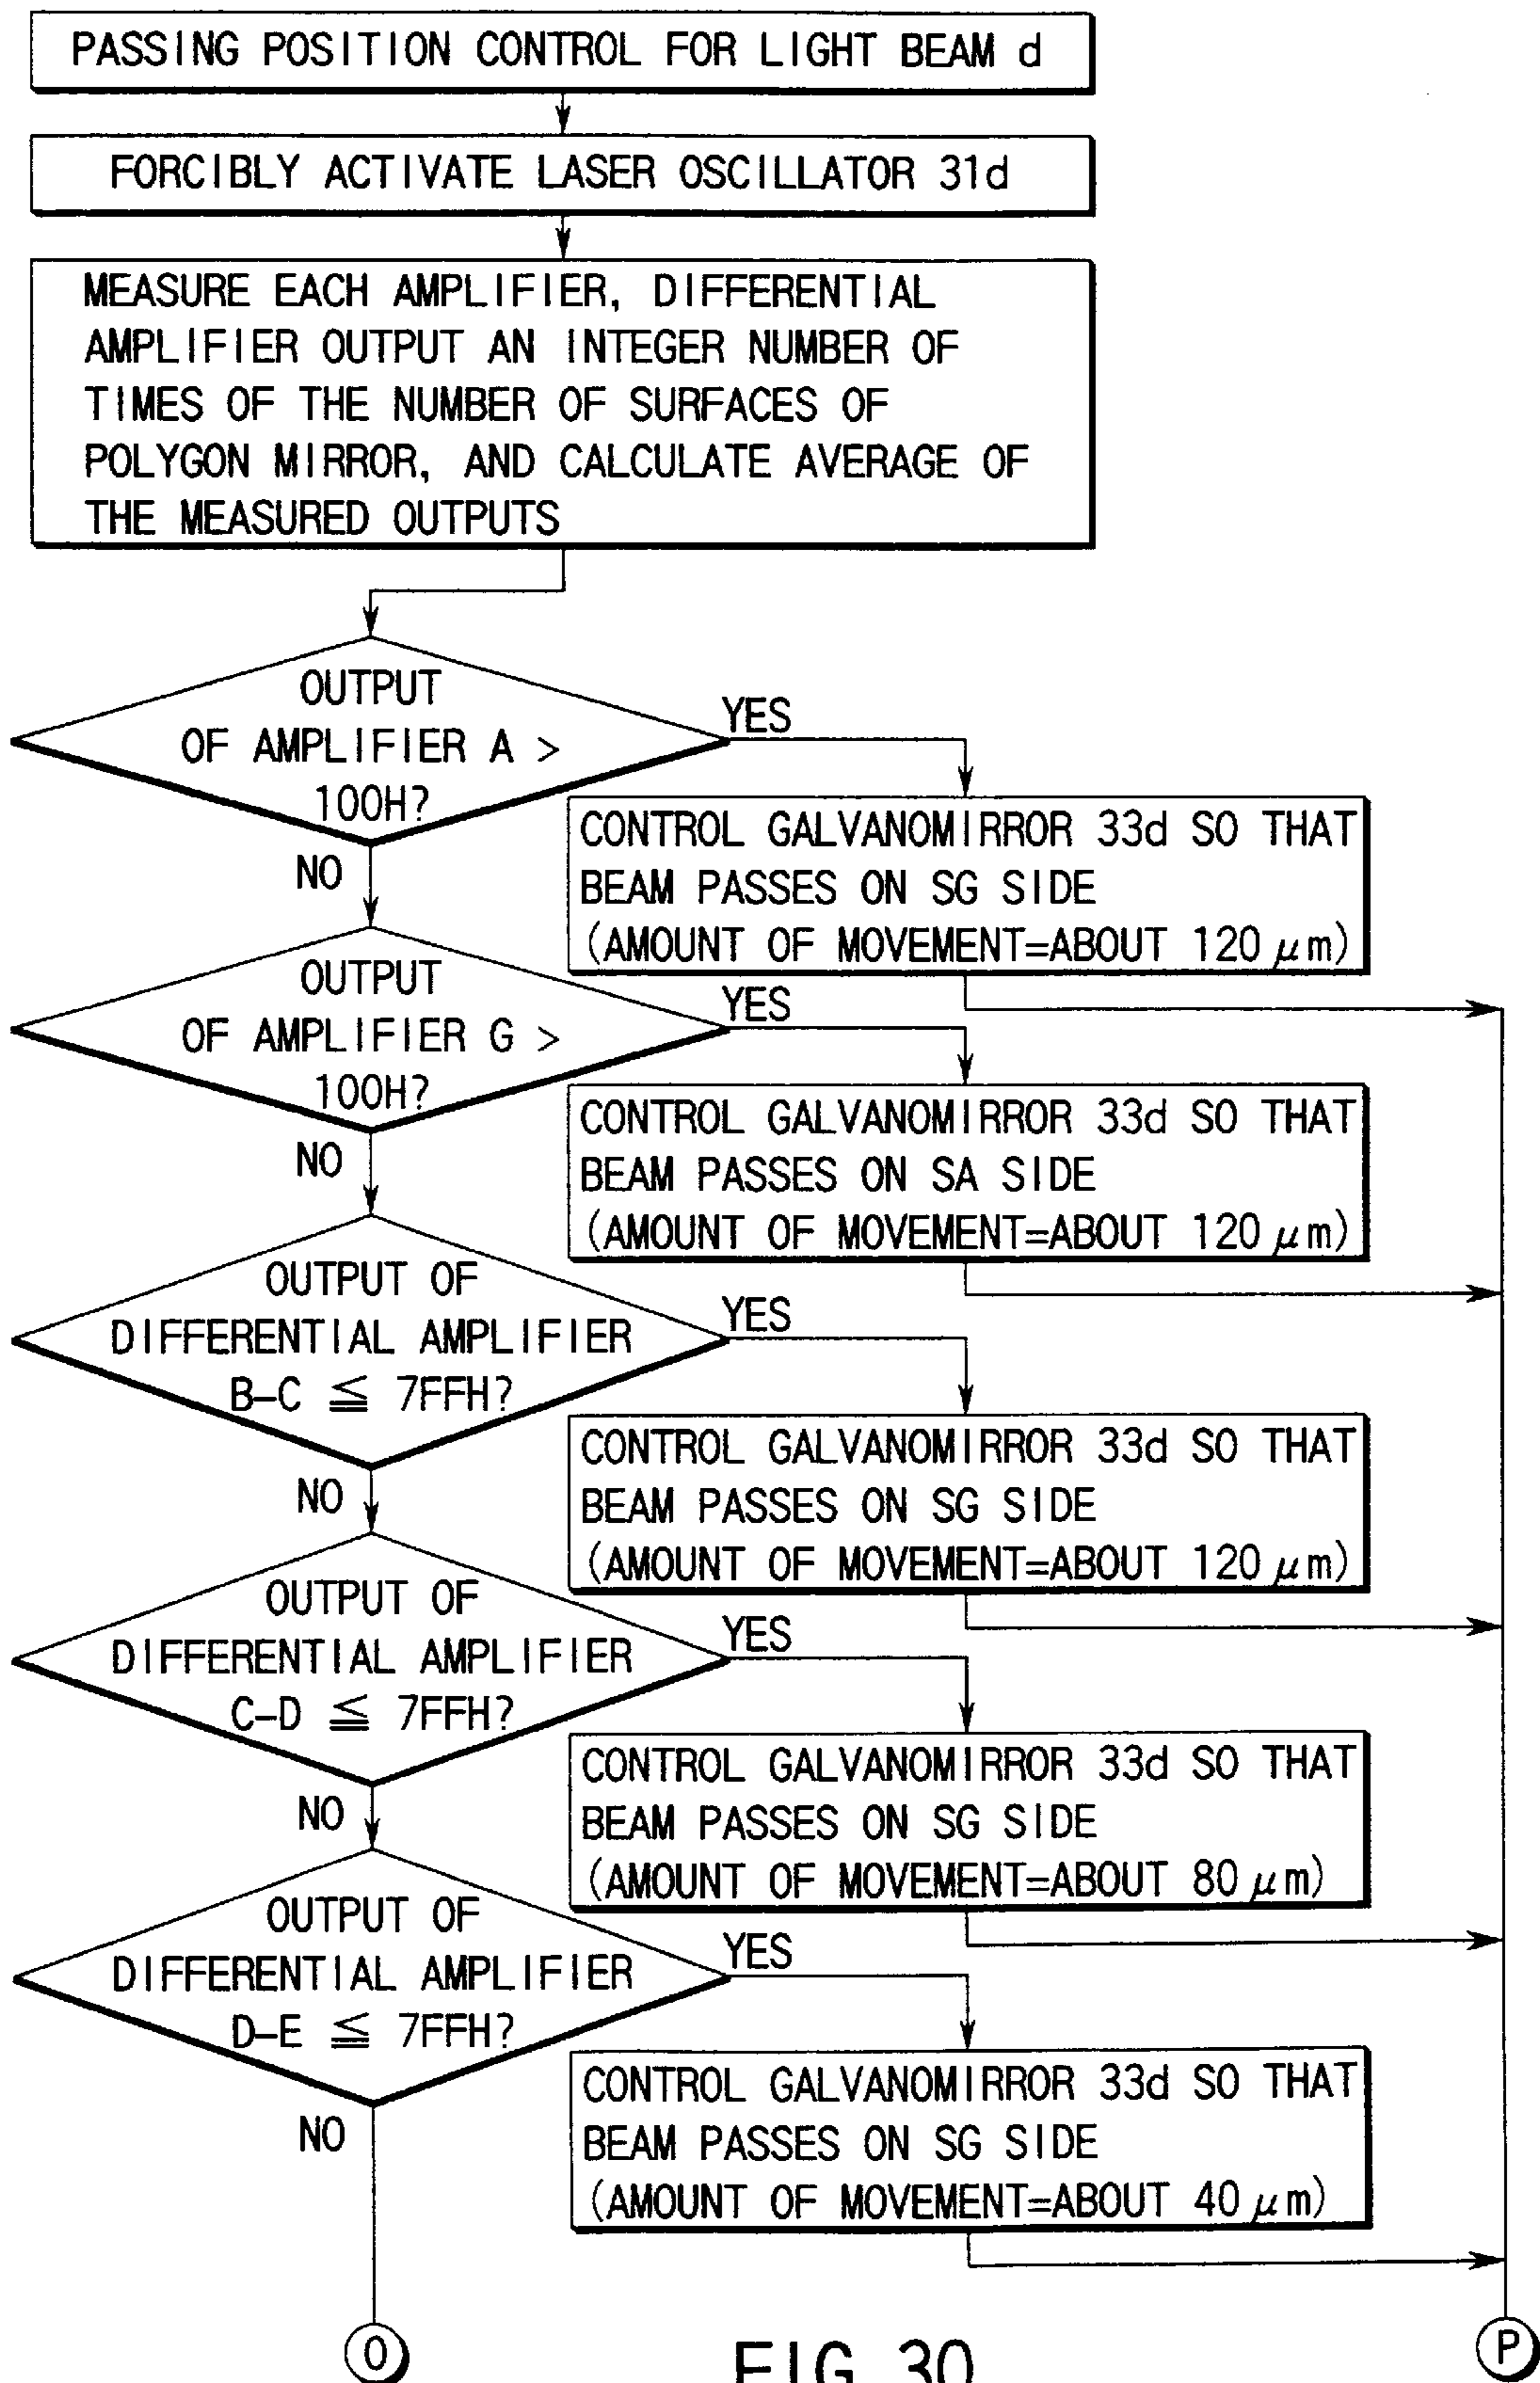 PASSING POSITION CONTROL FOR LIGHT BEAM d
FORCIBLY ACTIVATE LASER OSCILLATOR 31d
MEASURE EACH AMPLIFIER, DIFFERENTIAL
AMPLIFIER OUTPUT AN INTEGER NUMBER OF
TIMES OF THE NUMBER OF SURFACES OF
POLYGON MIRROR, AND CALCULATE AVERAGE OF
THE MEASURED OUTPUTS
OUTPUT
OF AMPLIFIER A >
100H?
YES
NO
CONTROL GALVANOMIRROR 33d SO THAT
BEAM PASSES ON SG SIDE
(AMOUNT OF MOVEMENT=ABOUT 120 μm)
OUTPUT
OF AMPLIFIER G >
100H?
YES
NO
CONTROL GALVANOMIRROR 33d SO THAT
BEAM PASSES ON SA SIDE
(AMOUNT OF MOVEMENT=ABOUT 120 μm)
OUTPUT OF
DIFFERENTIAL AMPLIFIER
B-C ≦ 7FFH?
YES
NO
CONTROL GALVANOMIRROR 33d SO THAT
BEAM PASSES ON SG SIDE
(AMOUNT OF MOVEMENT=ABOUT 120 μm)
OUTPUT OF
DIFFERENTIAL AMPLIFIER
C-D ≦ 7FFH?
YES
NO
CONTROL GALVANOMIRROR 33d SO THAT
BEAM PASSES ON SG SIDE
(AMOUNT OF MOVEMENT=ABOUT 80 μm)
OUTPUT OF
DIFFERENTIAL AMPLIFIER
D-E ≦ 7FFH?
YES
NO
CONTROL GALVANOMIRROR 33d SO THAT
BEAM PASSES ON SG SIDE
(AMOUNT OF MOVEMENT=ABOUT 40 μm)
O
P
FIG. 30